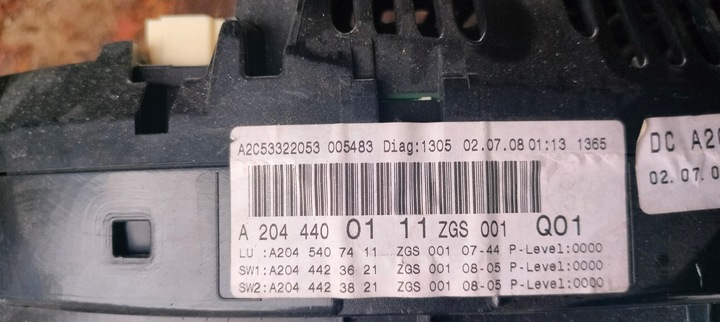 A2C53322053 005483 Diag:1305 02.07.08 01:13 1365
A 204 440 01 11 ZGS 001 Q01
LU :A204 540 74 11 ZGS 001 07-44 P-Level:0000
SW1:A204 442 36 21 ZGS 001 08-05 P-Level:0000
SW2:A204 442 38 21 ZGS 001 08-05 P-Level:0000
DC
02.07.0